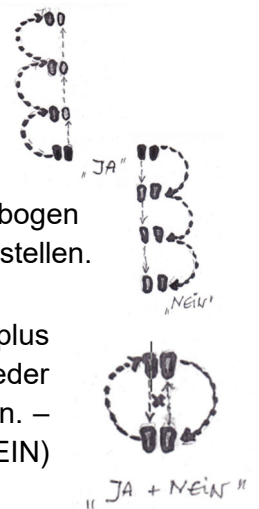 „JA"
bogen
stellen.
„NEIN'
plus
eder
n. –
EIN)
„JA + NEIN"